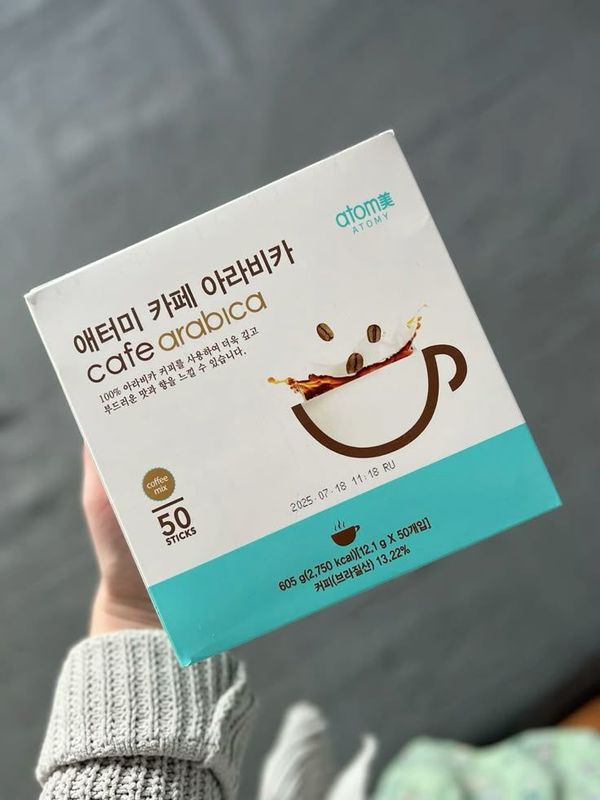 atom美
ATOMY
애터미 카페 아라비카
cafe arabica
100% 아라비카 커피를 사용하여 더욱 깊고
부드러운 맛과 향을 느낄 수 있습니다.
coffee
mix
50
STICKS
2025.07.18 11:18 RU
605 g(2,750 kcal)[12.1 g X 50개입]
커피(브라질산) 13.22%